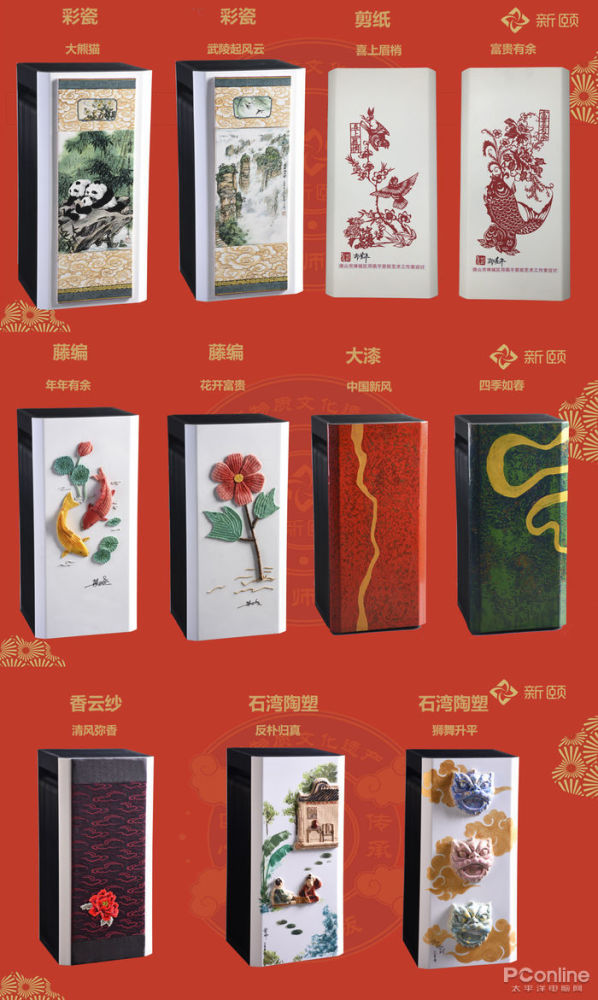 彩瓷 彩瓷 剪纸 新颐
大熊猫 武陵起风云 喜上眉梢 富贵有余
藤编 藤编 大漆 新颐
年年有余 花开富贵 中国新风 四季如春
香云纱 石湾陶塑 石湾陶塑 新颐
清风弥香 反朴归真 狮舞升平
PConline
太平洋电脑网